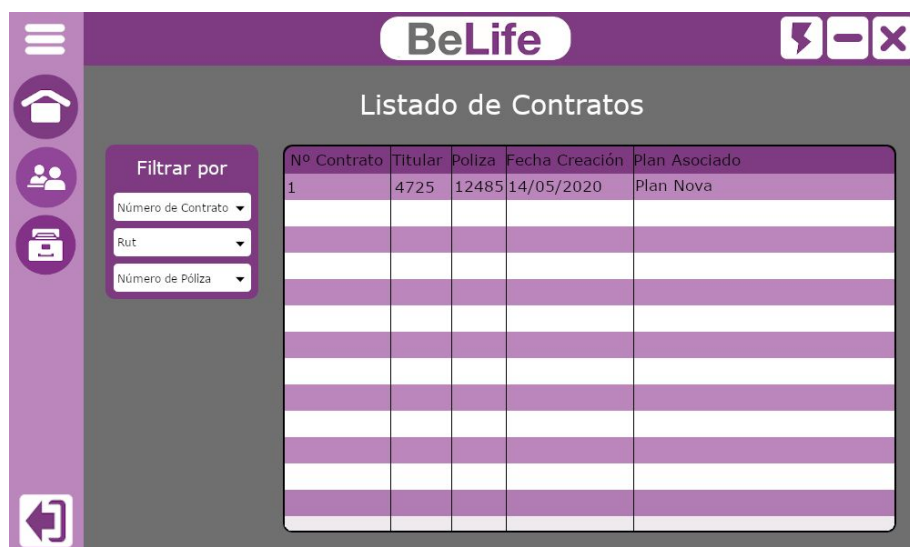 BeLife
Listado de Contratos
Filtrar por
Número de Contrato
Rut
Número de Póliza
Nº Contrato Titular Poliza Fecha Creación Plan Asociado
1 4725 12485 14/05/2020 Plan Nova